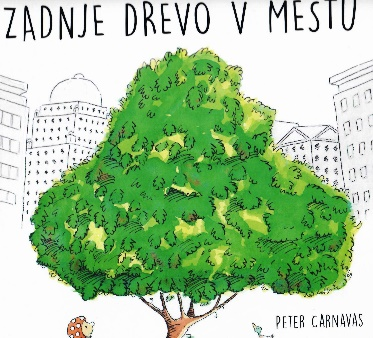 ZADNJE DREVO V MESTU
PETER CARNAVAS